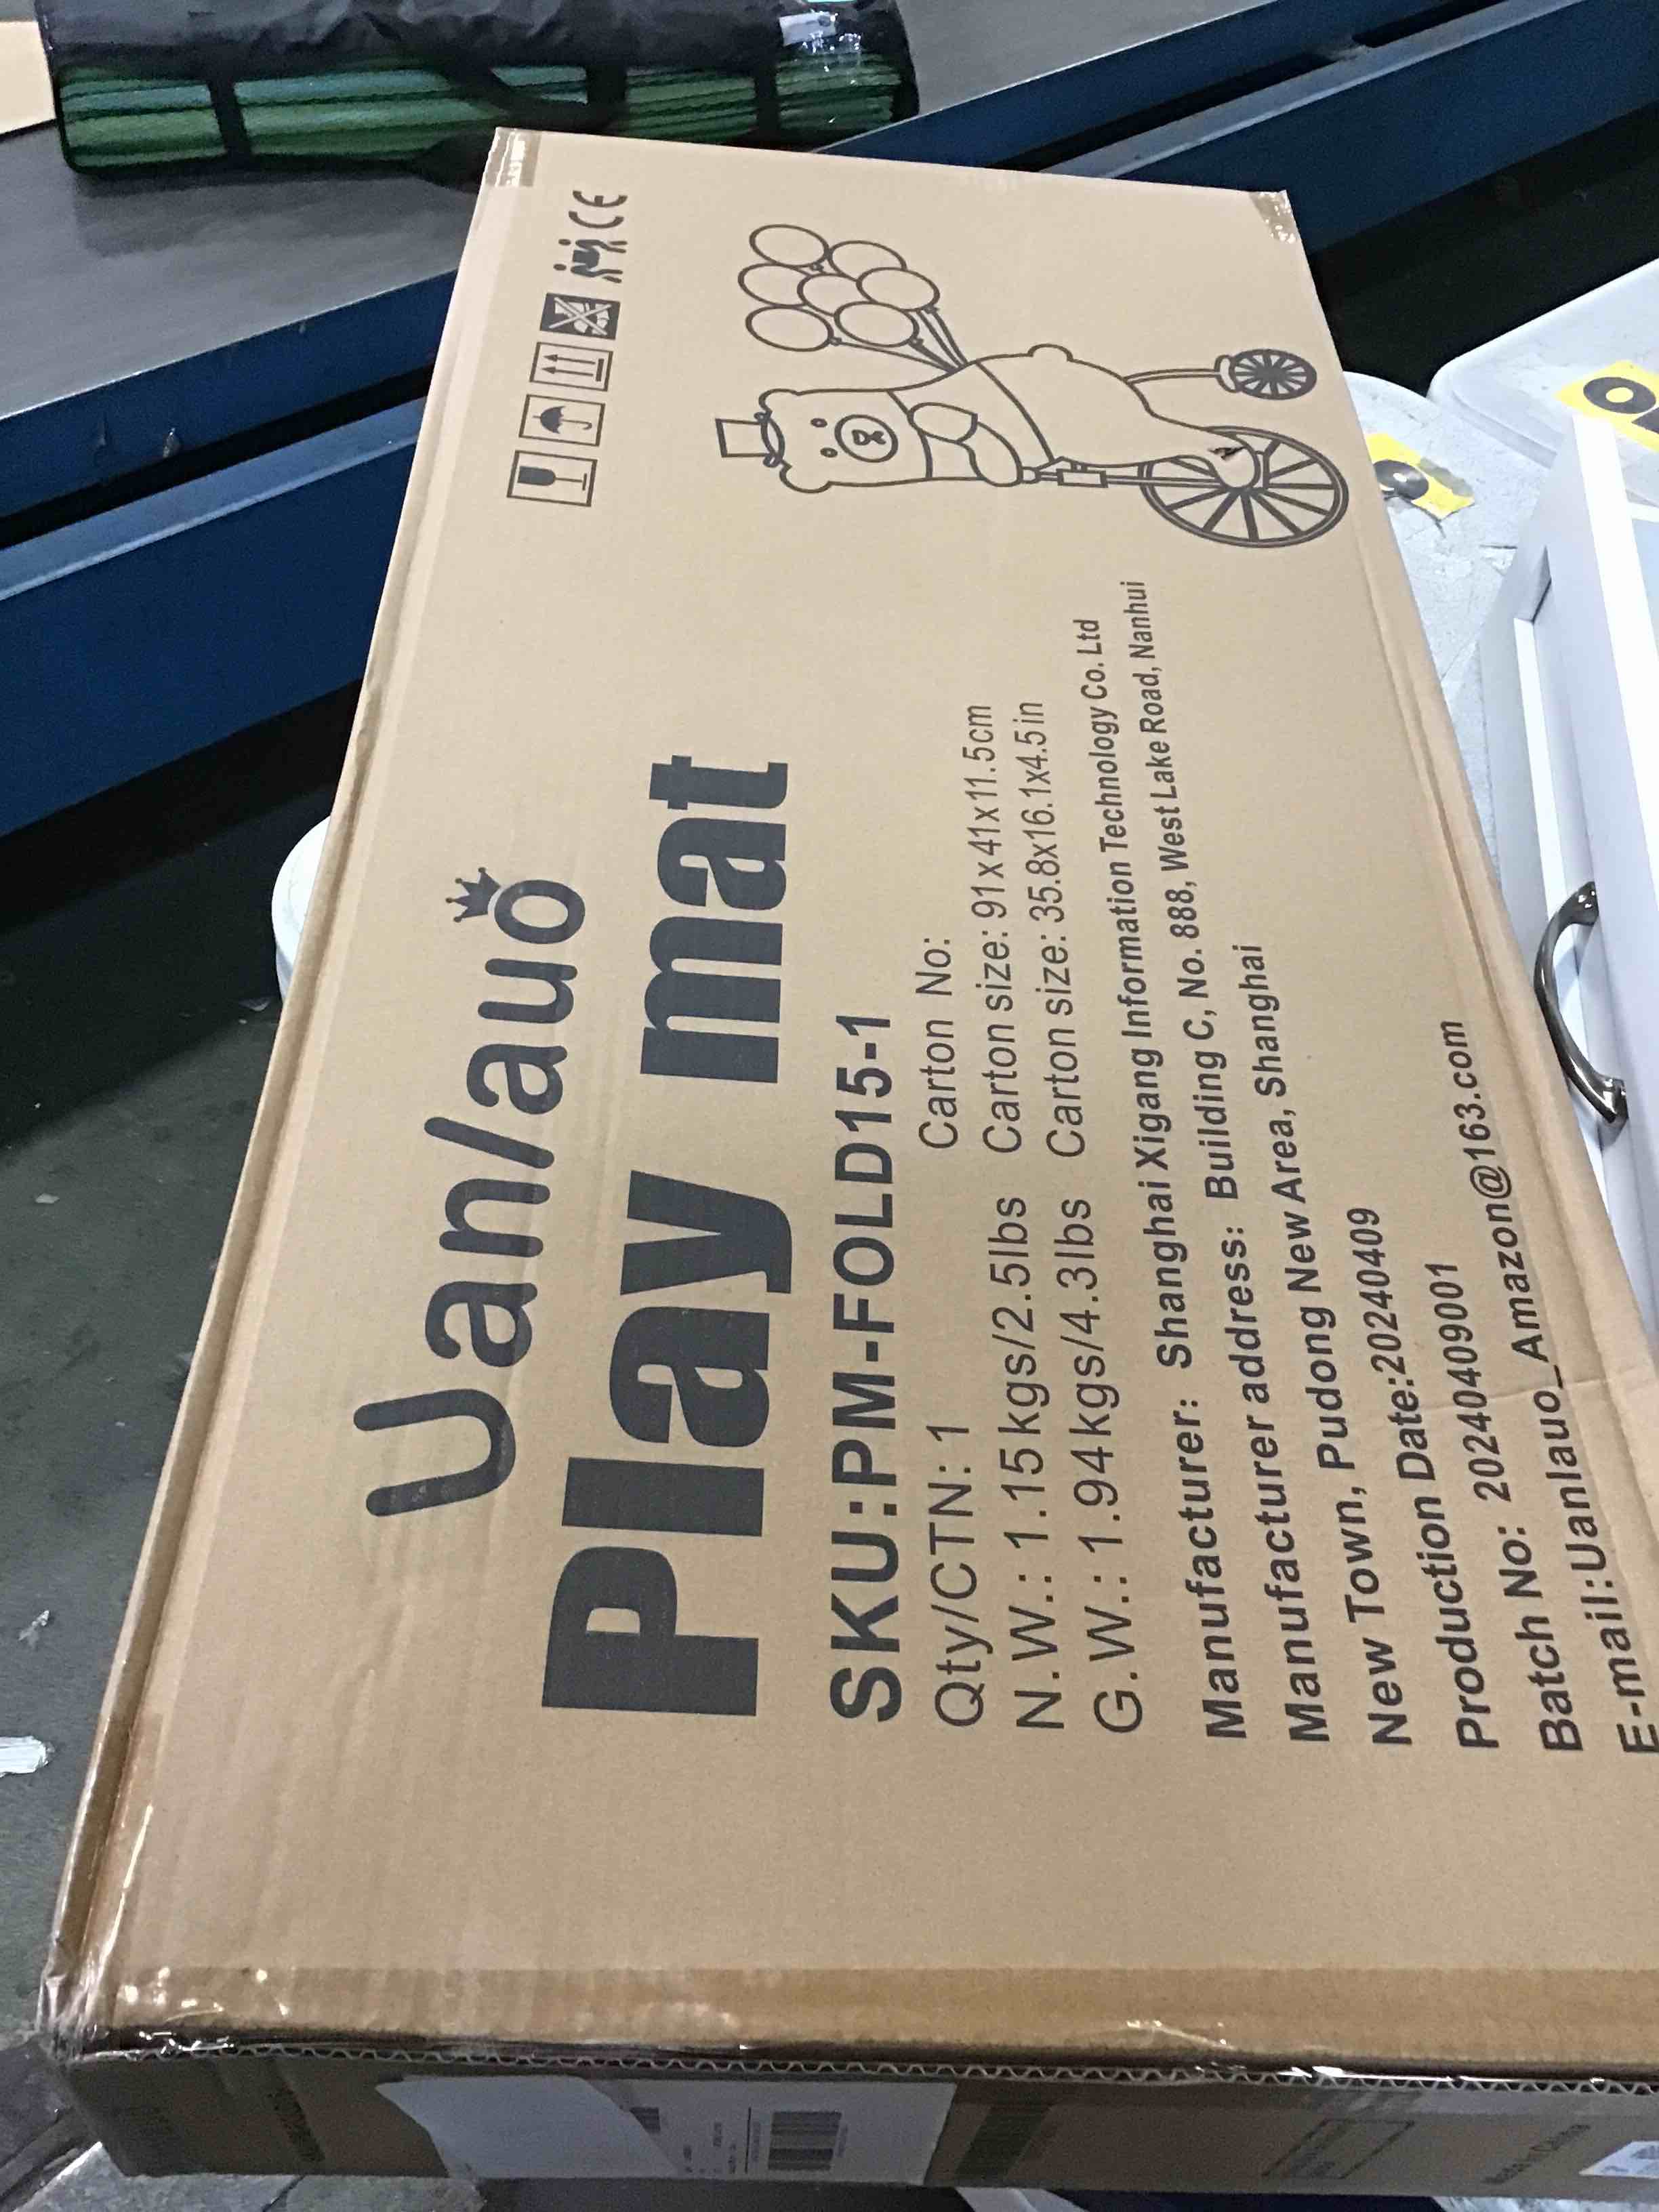 Uan/auo
Play mat
SKU:PM-FOLD15-1
Qty/CTN: 1 Carton No:
N.W.: 1.15kgs/2.5lbs Carton size: 91x41x11.5cm
G.W.: 1.94kgs/4.3lbs Carton size: 35.8x16.1x4.5in
Manufacturer: Shanghai Xigang Information Technology Co. Ltd
Manufacturer address: Building C, No. 888, West Lake Road, Nanhui
New Town, Pudong New Area, Shanghai
Production Date:20240409
Batch No: 20240409001
E-mail:Uanlauo_Amazon@163.com
CE